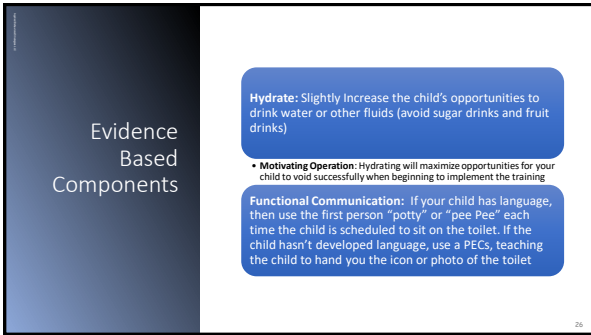 Evidence
Based
Components
Hydrate: Slightly Increase the child's opportunities to
drink water or other fluids (avoid sugar drinks and fruit
drinks)
• Motivating Operation: Hydrating will maximize opportunities for your
child to void successfully when beginning to implement the training
Functional Communication: If your child has language,
then use the first person "potty" or "pee Pee" each
time the child is scheduled to sit on the toilet. If the
child hasn't developed language, use a PECs, teaching
the child to hand you the icon or photo of the toilet
26